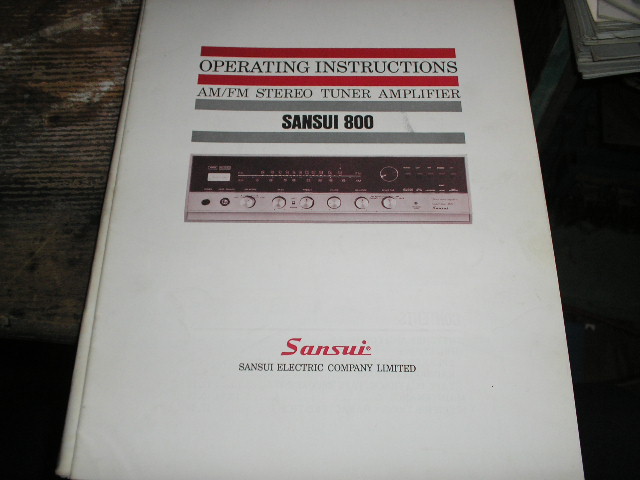 OPERATING INSTRUCTIONS
AM/FM STEREO TUNER AMPLIFIER
SANSUI 800
Sansui®
SANSUI ELECTRIC COMPANY LIMITED